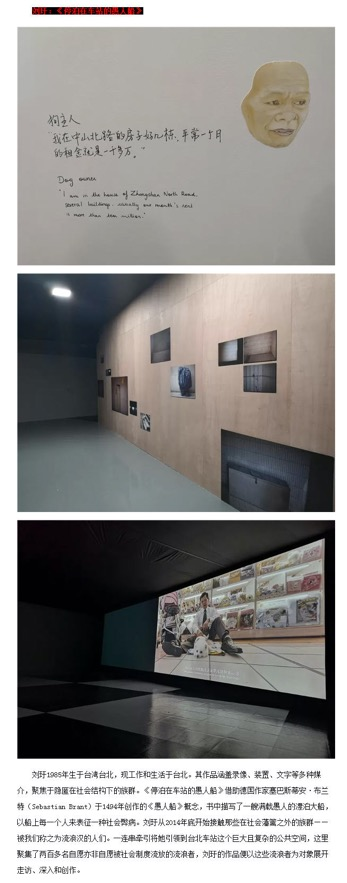 刘玗：《停泊在车站的愚人船》
狗主人
“我在中山北路的房子好几栋，平常一个月
的租金就是一千多万。”
Dog owner
"I am in the house of Zhongshan North Road,
several buildings. usually one month's rent
is more than ten million."
刘玗1985年生于台湾台北，现工作和生活于台北。其作品涵盖录像、装置、文字等多种媒
介，聚焦于隐匿在社会结构下的族群。《停泊在车站的愚人船》借助德国作家塞巴斯蒂安·布兰
特（Sebastian Brant）于1494年创作的《愚人船》概念，书中描写了一艘满载愚人的漂泊大船，
以船上每一个人来表征一种社会弊病。刘玗从2014年底开始接触那些在社会藩篱之外的族群——
被我们称之为流浪汉的人们。一连串牵引将她引领到台北车站这个巨大且复杂的公共空间，这里
聚集了两百多名自愿亦非自愿被社会制度流放的流浪者，刘玗的作品便以这些流浪者为对象展开
走访、深入和创作。